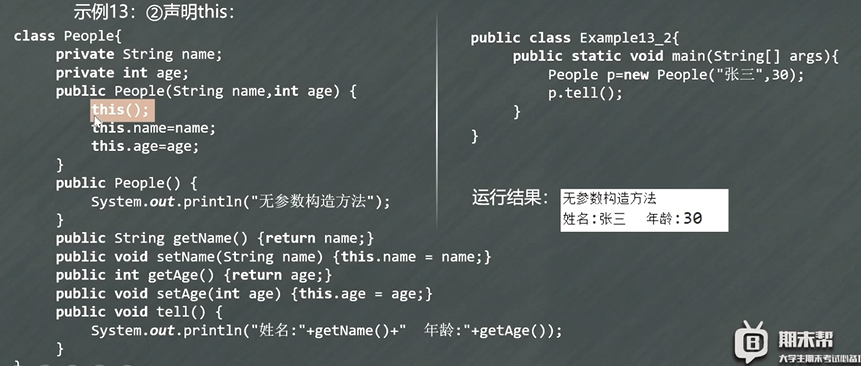 示例13：②声明this：
class People{
private String name;
private int age;
public People(String name,int age) {
this();
this.name=name;
this.age=age;
}
public People() {
System.out.println("无参数构造方法");
}
public String getName() {return name;}
public void setName(String name) {this.name = name;}
public int getAge() {return age;}
public void setAge(int age) {this.age = age;}
public void tell() {
System.out.println("姓名:"+getName()+"  年龄:"+getAge());
}
}
public class Example13_2{
public static void main(String[] args){
People p=new People("张三",30);
p.tell();
}
}
运行结果：
无参数构造方法
姓名:张三  年龄:30
期末帮
大学生期末考试必备